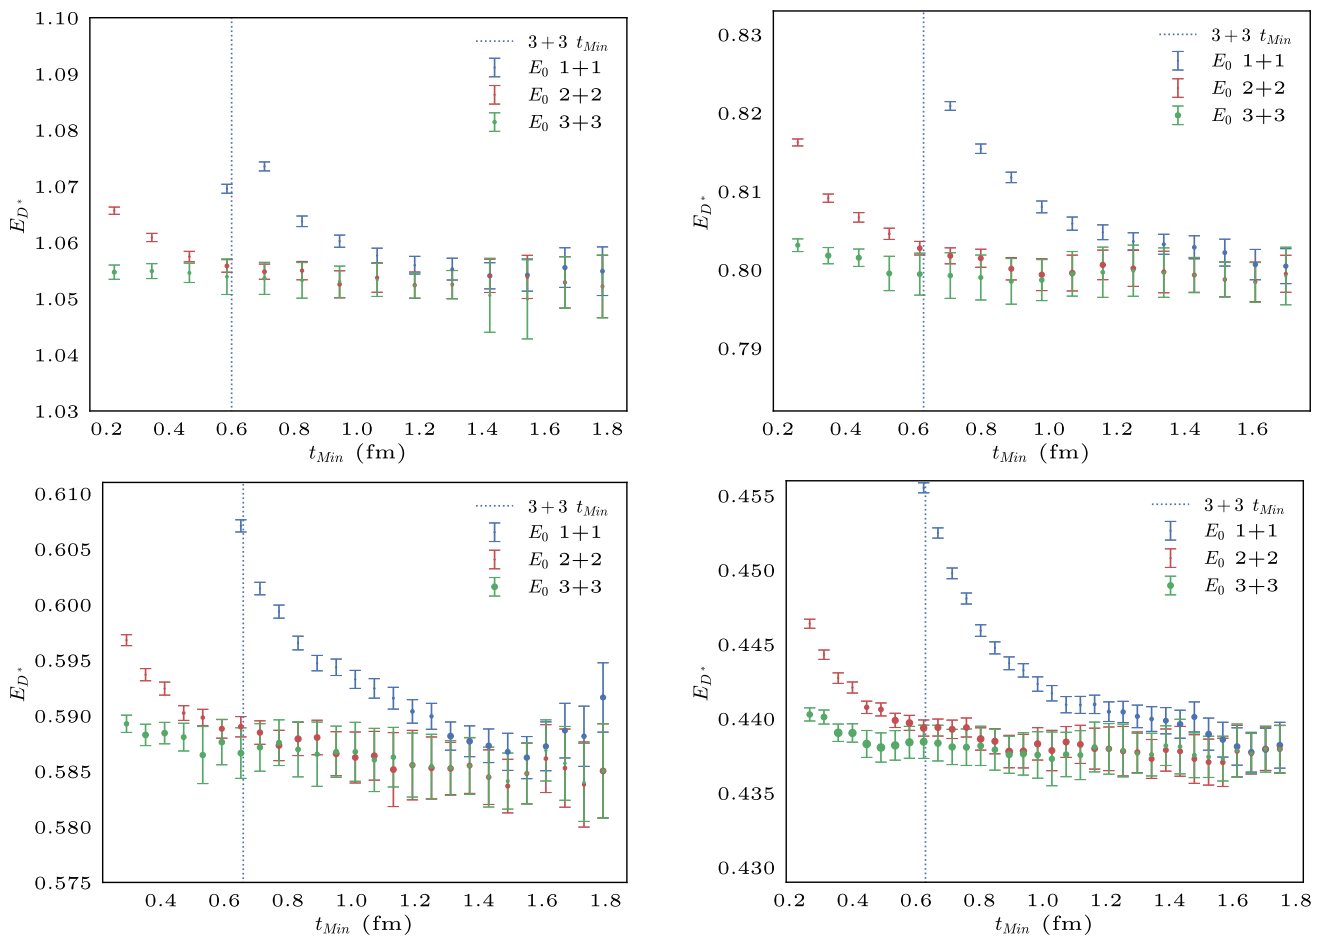 1.10
1.09
1.08
1.07
1.06
1.05
1.04
1.03
E_{D^*}
0.2 0.4 0.6 0.8 1.0 1.2 1.4 1.6 1.8
t_{Min} (fm)
3+3 t_{Min}
E_0 1+1
E_0 2+2
E_0 3+3
0.83
0.82
0.81
0.80
0.79
E_{D^*}
0.2 0.4 0.6 0.8 1.0 1.2 1.4 1.6
t_{Min} (fm)
3+3 t_{Min}
E_0 1+1
E_0 2+2
E_0 3+3
0.610
0.605
0.600
0.595
0.590
0.585
0.580
0.575
E_{D^*}
0.4 0.6 0.8 1.0 1.2 1.4 1.6 1.8
t_{Min} (fm)
3+3 t_{Min}
E_0 1+1
E_0 2+2
E_0 3+3
0.455
0.450
0.445
0.440
0.435
0.430
E_{D^*}
0.2 0.4 0.6 0.8 1.0 1.2 1.4 1.6 1.8
t_{Min} (fm)
3+3 t_{Min}
E_0 1+1
E_0 2+2
E_0 3+3